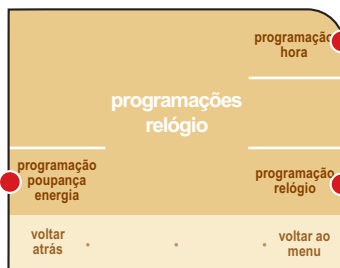 programação
hora
programações
relógio
programação
poupança
energia
programação
relógio
voltar
atrás
voltar ao
menu